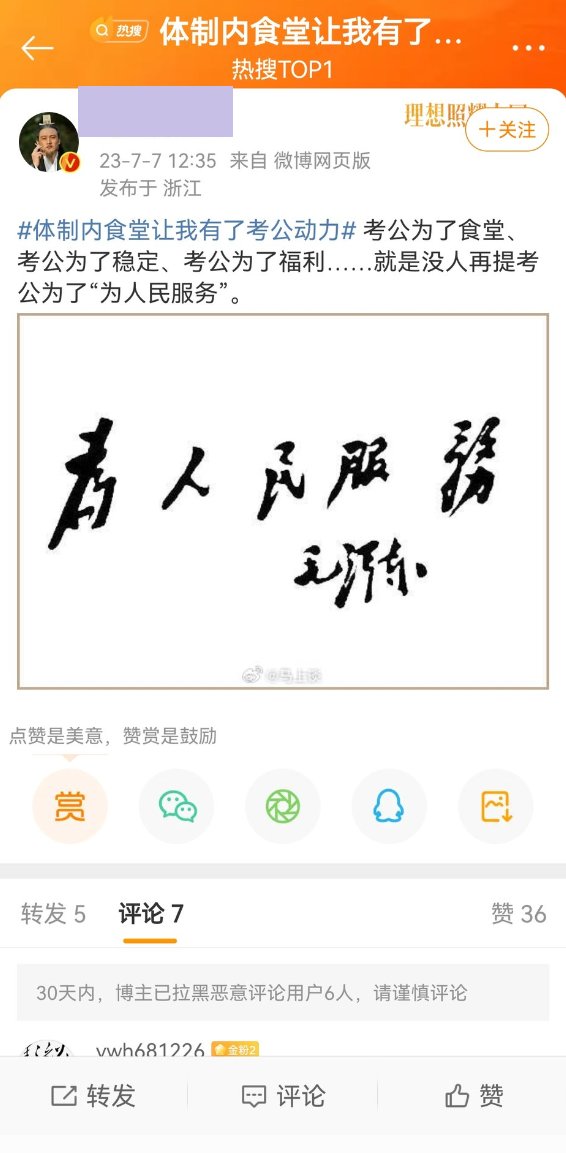 热搜 体制内食堂让我有了...
热搜TOP1
理想照耀中国
+关注
23-7-7 12:35 来自 微博网页版
发布于 浙江
#体制内食堂让我有了考公动力# 考公为了食堂、
考公为了稳定、考公为了福利……就是没人再提考
公为了“为人民服务”。
为人民服务
毛泽东
@马上谈
点赞是美意，赞赏是鼓励
赏
转发 5 评论 7 赞 36
30天内，博主已拉黑恶意评论用户6人，请谨慎评论
ywh681226 金粉2
转发 评论 赞